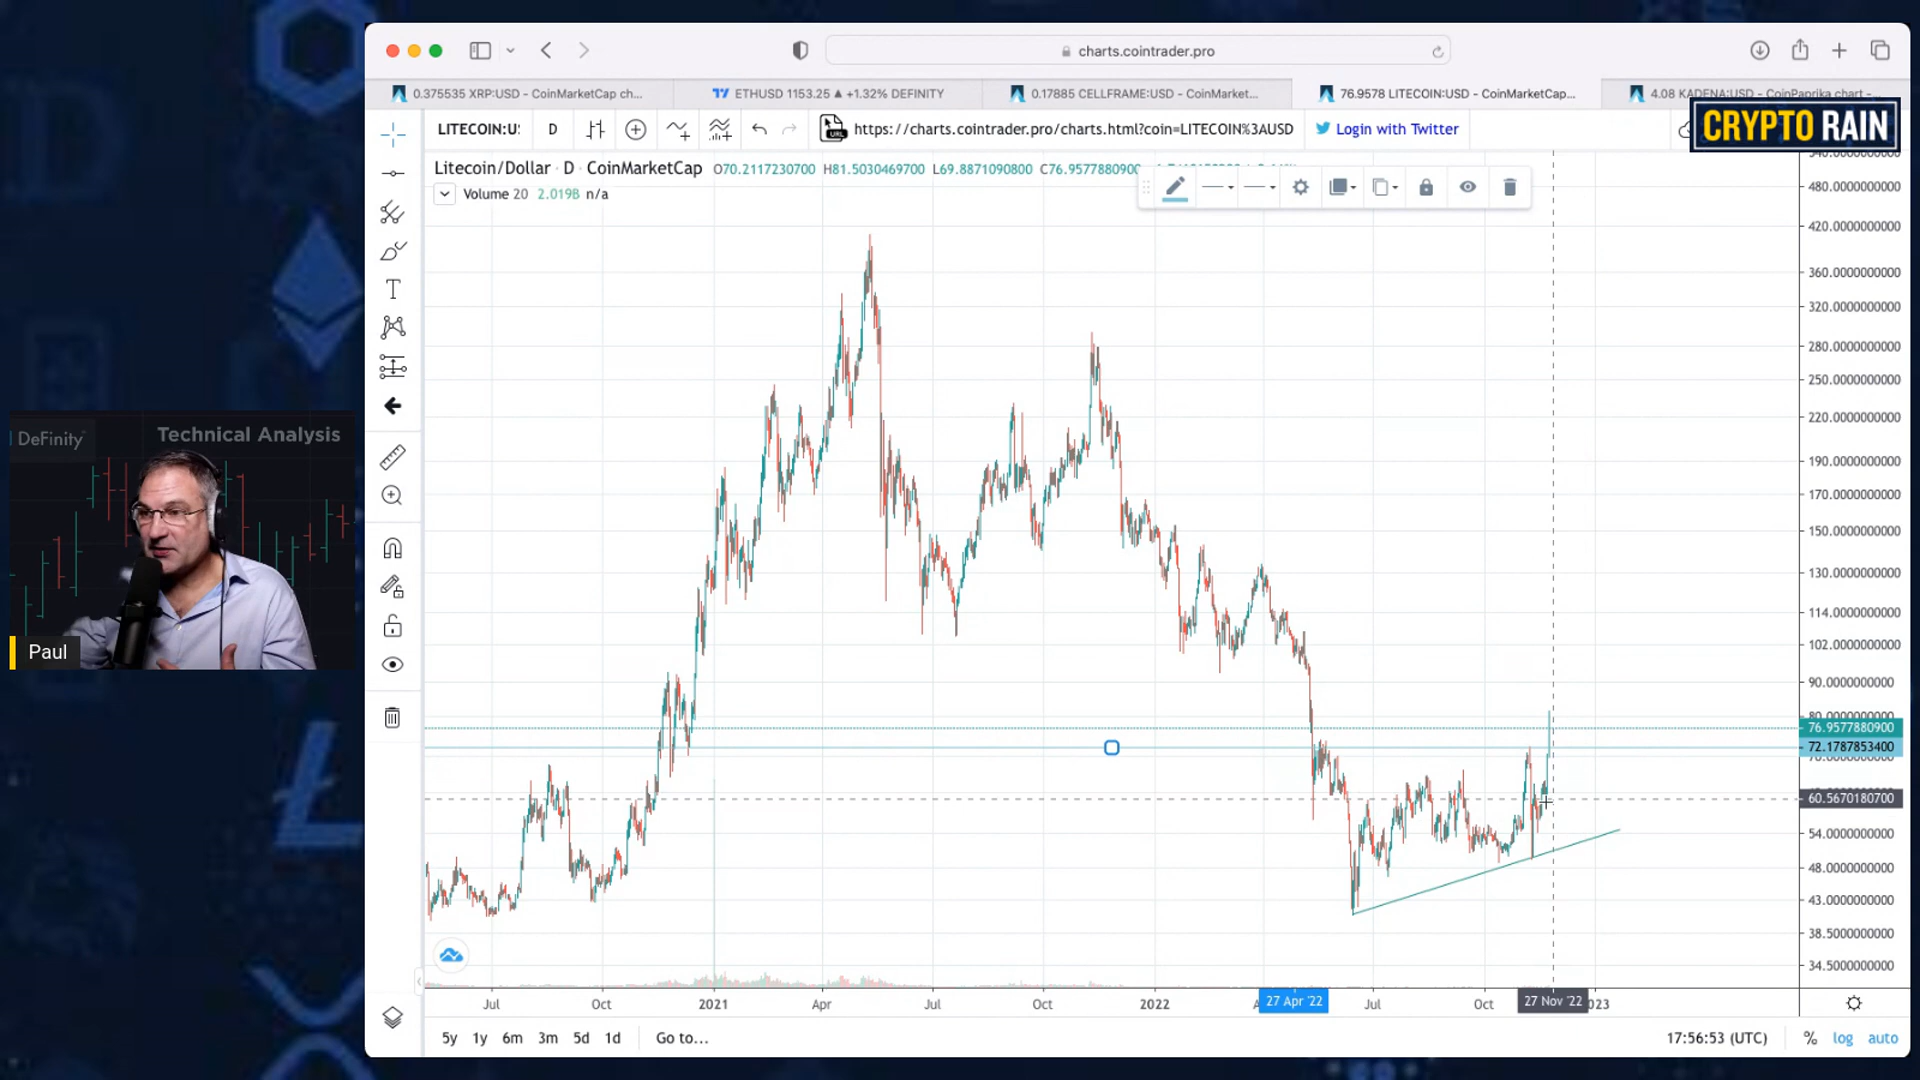 charts.cointrader.pro
0.375535 XRP:USD - CoinMarketCap ch...
ETHUSD 1153.25 ▲ +1.32% DEFINITY
0.17885 CELLFRAME:USD - CoinMarket...
76.9578 LITECOIN:USD - CoinMarketCap...
4.08 KADENA:USD - CoinPaprika chart -...
CRYPTO RAIN
LITECOIN:U
D
URL
https://charts.cointrader.pro/charts.html?coin=LITECOIN%3AUSD
Login with Twitter
Litecoin/Dollar · D · CoinMarketCap
O70.2117230700 H81.5030469700 L69.8871090800 C76.9577880900
Volume 20 2.019B n/a
480.0000000000
420.0000000000
360.0000000000
320.0000000000
280.0000000000
250.0000000000
220.0000000000
190.0000000000
170.0000000000
150.0000000000
130.0000000000
114.0000000000
102.0000000000
90.0000000000
80.0000000000
76.9577880900
72.1787853400
60.5670180700
54.0000000000
48.0000000000
43.0000000000
38.5000000000
34.5000000000
DeFinity
Technical Analysis
Paul
Jul Oct 2021 Apr Jul Oct 2022 27 Apr '22 Jul Oct 27 Nov '22 023
5y 1y 6m 3m 5d 1d Go to...
17:56:53 (UTC) % log auto